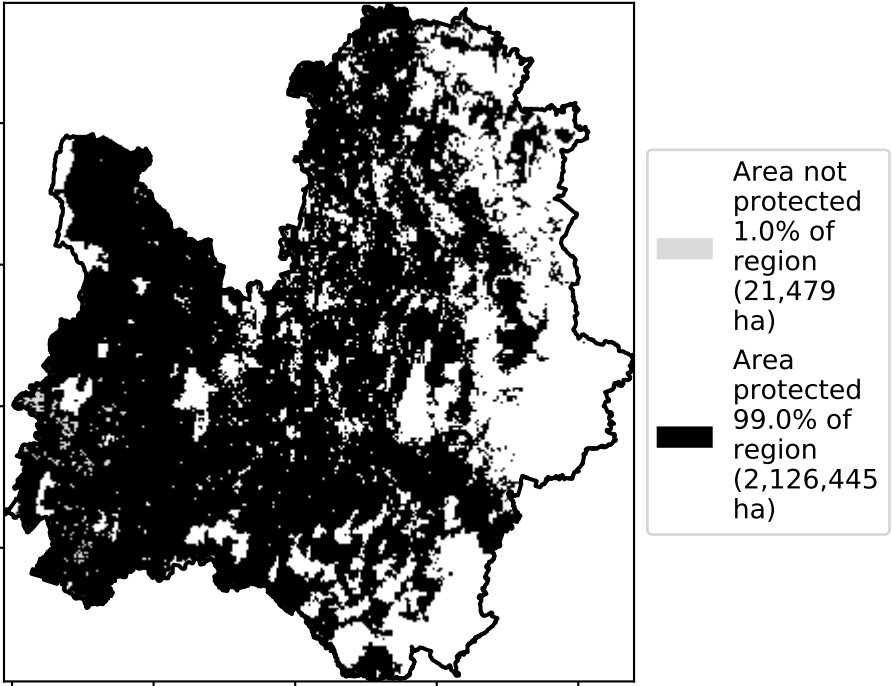 Area not
protected
1.0% of
region
(21,479
ha)
Area
protected
99.0% of
region
(2,126,445
ha)